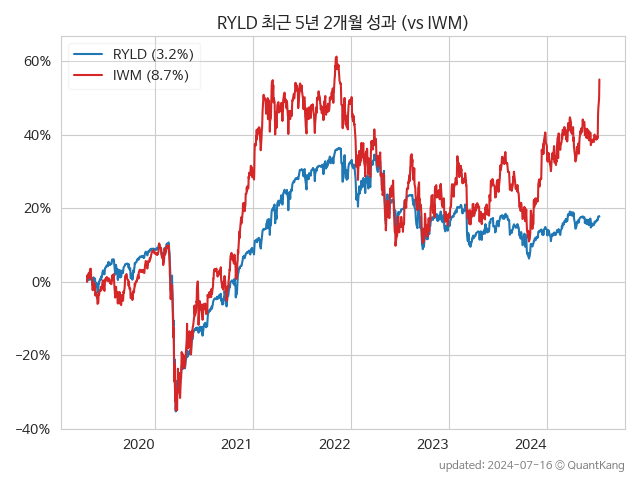 RYLD 최근 5년 2개월 성과 (vs IWM)
RYLD (3.2%)
IWM (8.7%)
60%
40%
20%
0%
−20%
−40%
2020 2021 2022 2023 2024
updated: 2024-07-16 © QuantKang